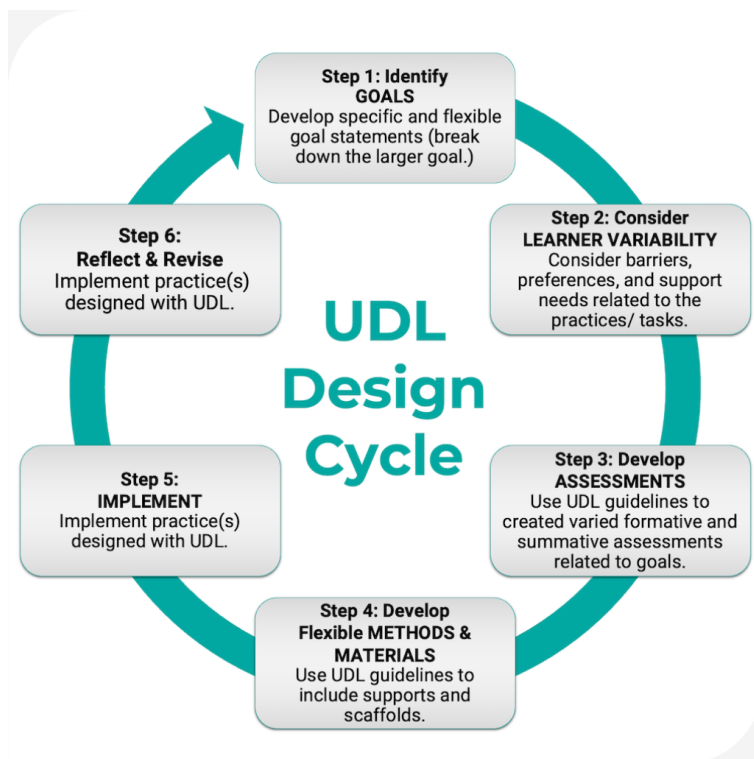 Step 1: Identify
GOALS
Develop specific and flexible
goal statements (break
down the larger goal.)
Step 2: Consider
LEARNER VARIABILITY
Consider barriers,
preferences, and support
needs related to the
practices/ tasks.
Step 3: Develop
ASSESSMENTS
Use UDL guidelines to
created varied formative and
summative assessments
related to goals.
Step 4: Develop
Flexible METHODS &
MATERIALS
Use UDL guidelines to
include supports and
scaffolds.
Step 5:
IMPLEMENT
Implement practice(s)
designed with UDL.
Step 6:
Reflect & Revise
Implement practice(s)
designed with UDL.
UDL
Design
Cycle